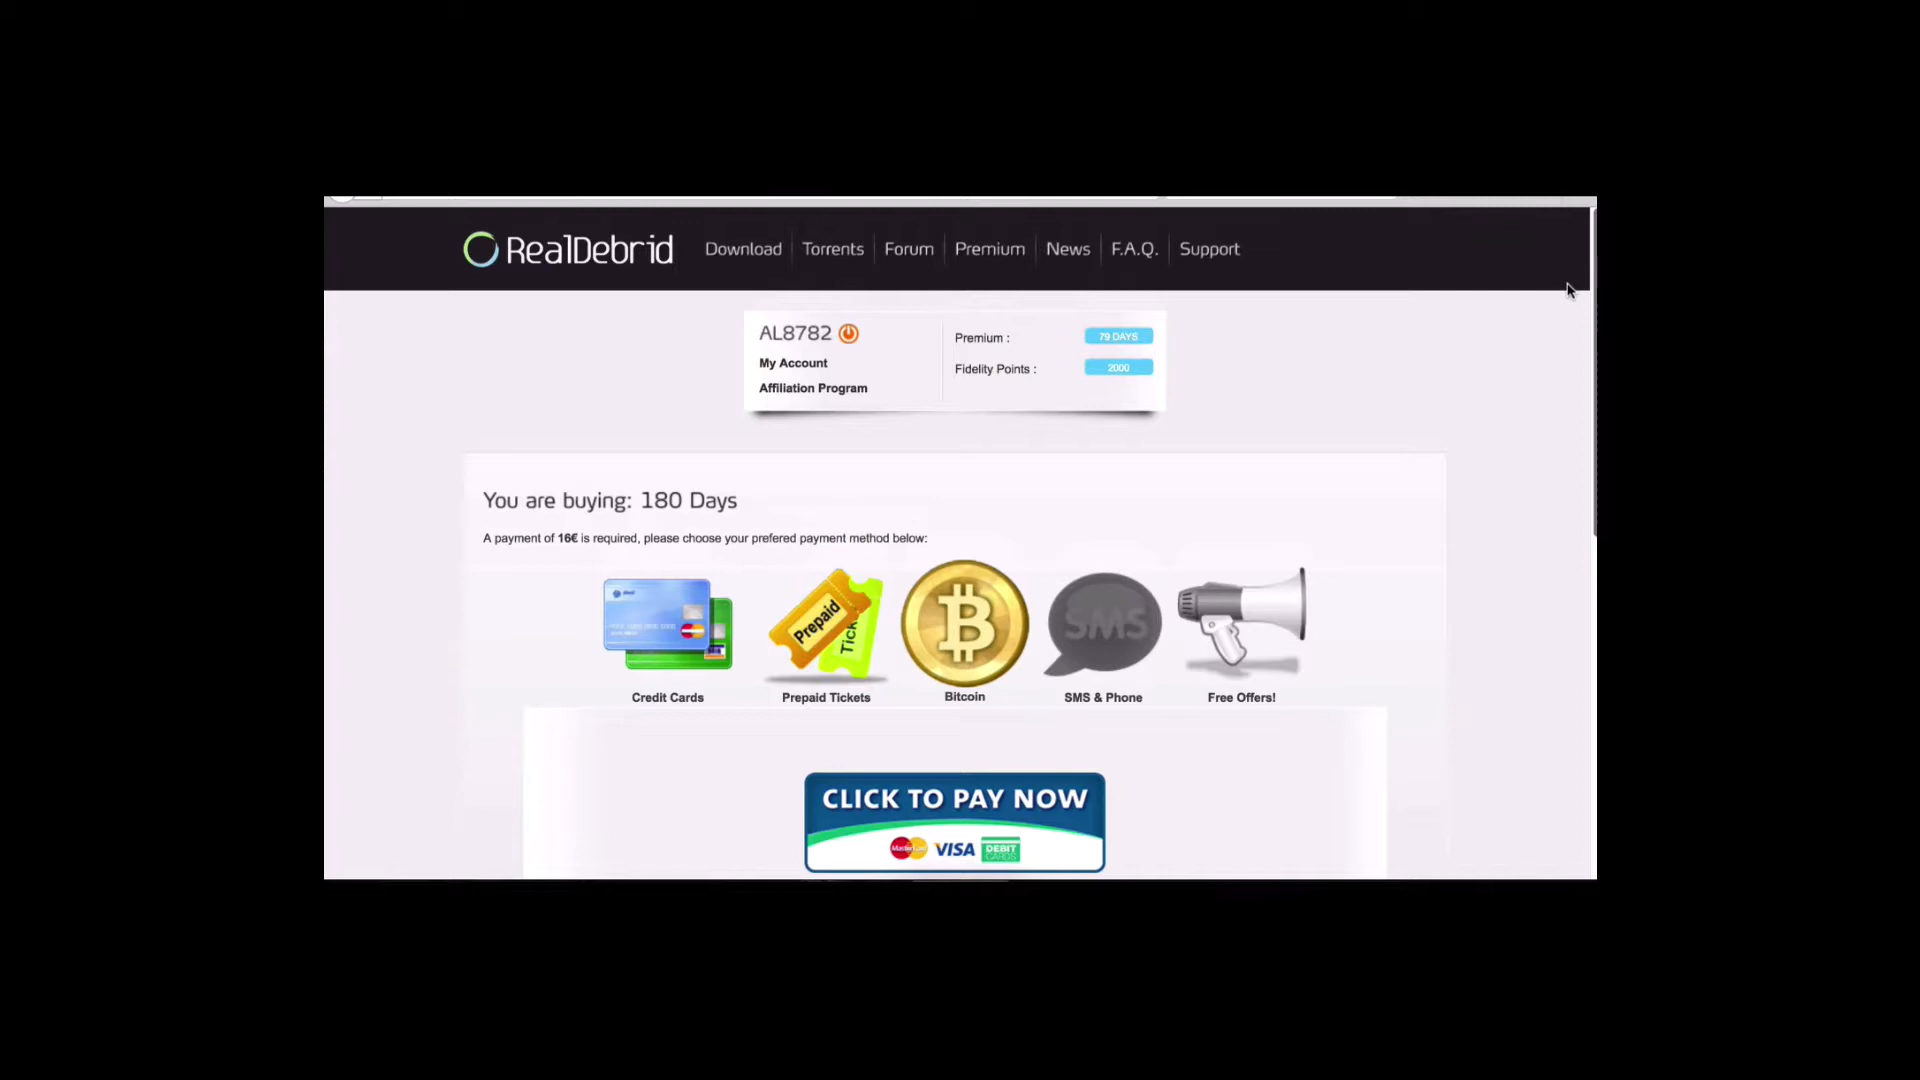 RealDebrid Download Torrents Forum Premium News F.A.Q. Support
AL8782
My Account
Affiliation Program
Premium : 79 DAYS
Fidelity Points : 2000
You are buying: 180 Days
A payment of 16€ is required, please choose your prefered payment method below:
Prepaid
SMS
Credit Cards Prepaid Tickets Bitcoin SMS & Phone Free Offers!
CLICK TO PAY NOW
MasterCard VISA DEBIT CARDS